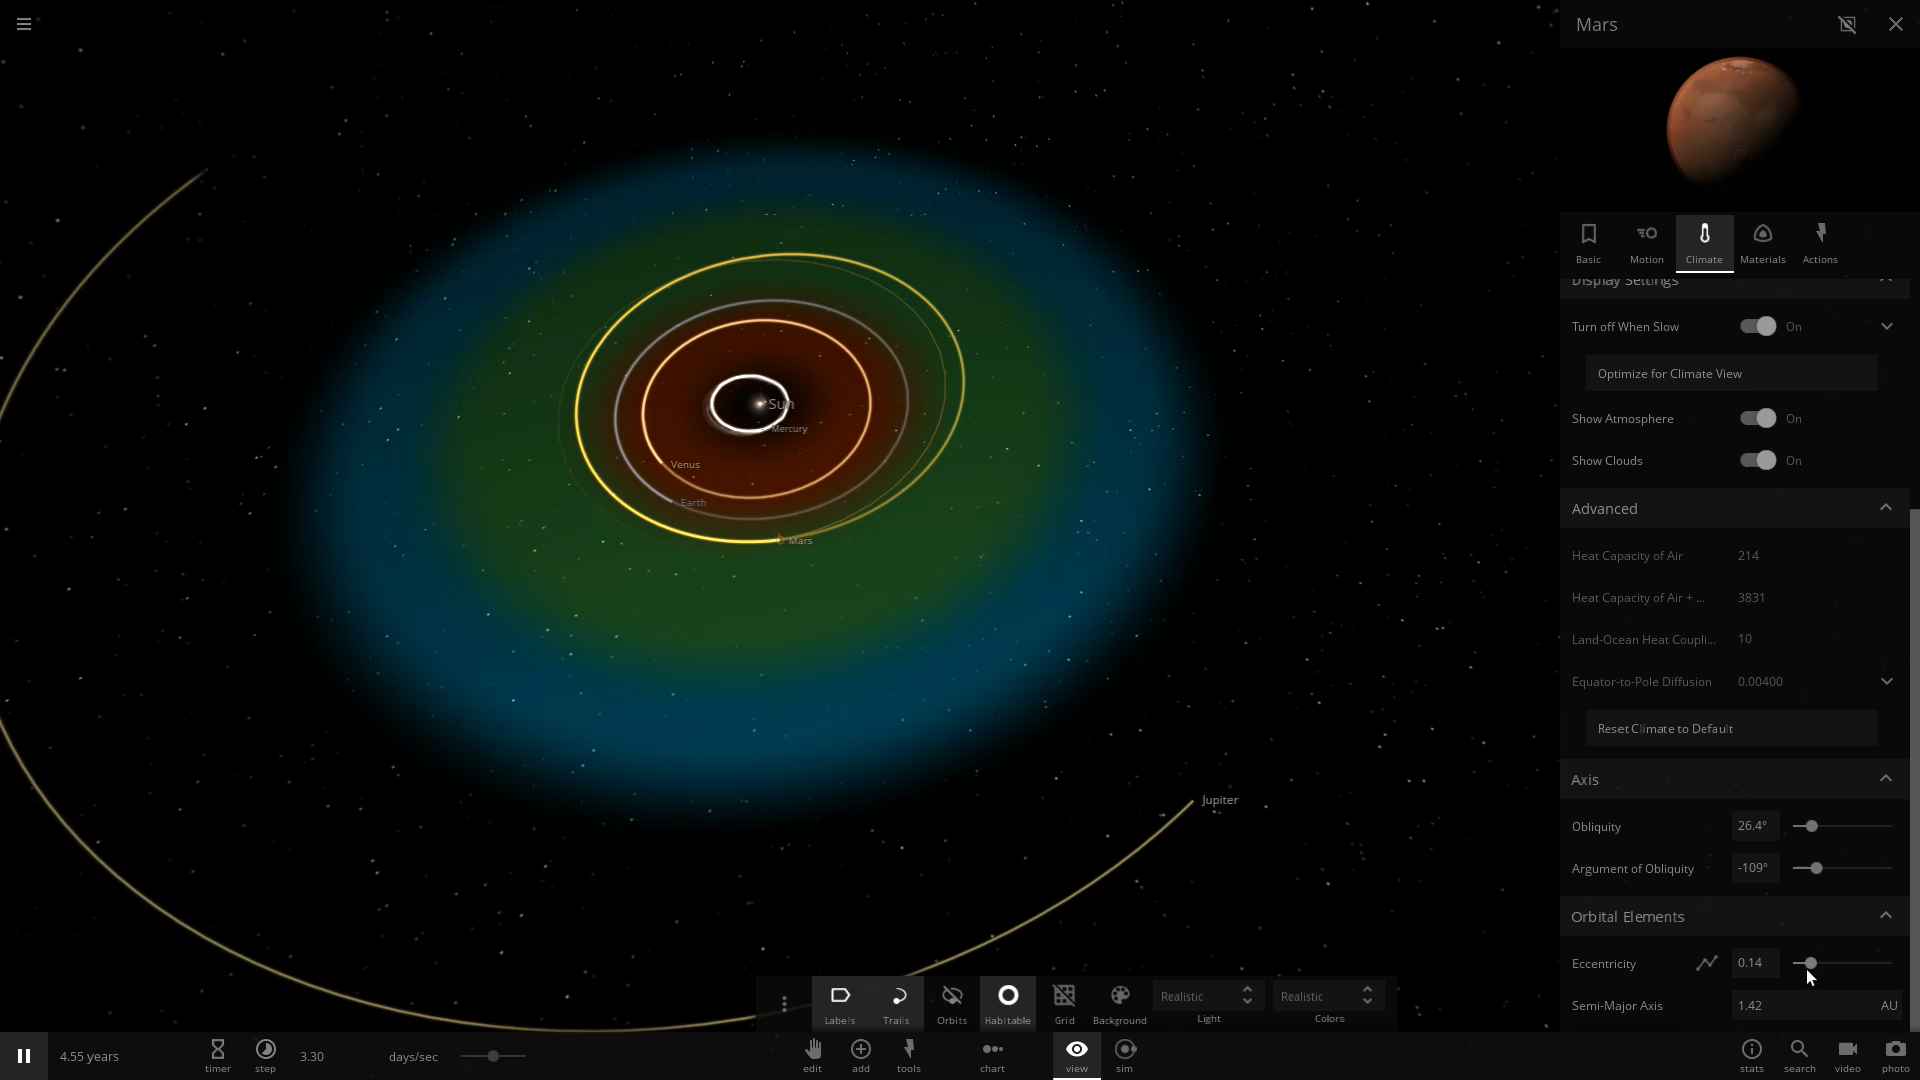 Mars
Basic
Motion
Climate
Materials
Actions
Display Settings
Turn off When Slow
On
Optimize for Climate View
Show Atmosphere
On
Show Clouds
On
Advanced
Heat Capacity of Air
214
Heat Capacity of Air + ...
3831
Land-Ocean Heat Coupli...
10
Equator-to-Pole Diffusion
0.00400
Reset Climate to Default
Axis
Obliquity
26.4°
Argument of Obliquity
-109°
Orbital Elements
Eccentricity
0.14
Semi-Major Axis
1.42
AU
Sun
Mercury
Venus
Earth
Mars
Jupiter
Labels
Trails
Orbits
Habitable
Grid
Background
Realistic
Light
Realistic
Colors
4.55 years
timer
step
3.30
days/sec
edit
add
tools
chart
view
sim
stats
search
video
photo